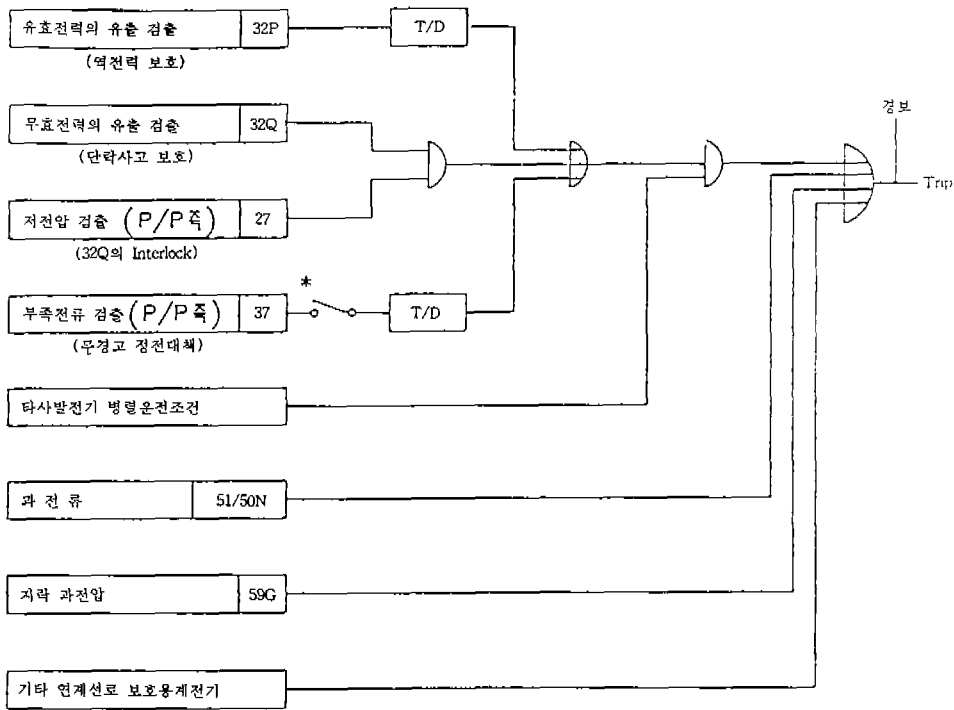 유효전력의 유출 검출 32P
T/D
(역전력 보호)
경보
무효전력의 유출 검출 32Q
(단락사고 보호)
Trip
저전압 검출 (P/P측) 27
(32Q의 Interlock)
*
부족전류 검출(P/P측) 37
T/D
(무경고 정전대책)
타사발전기 병렬운전조건
과 전 류 51/50N
지락 과전압 59G
기타 연계선로 보호용계전기